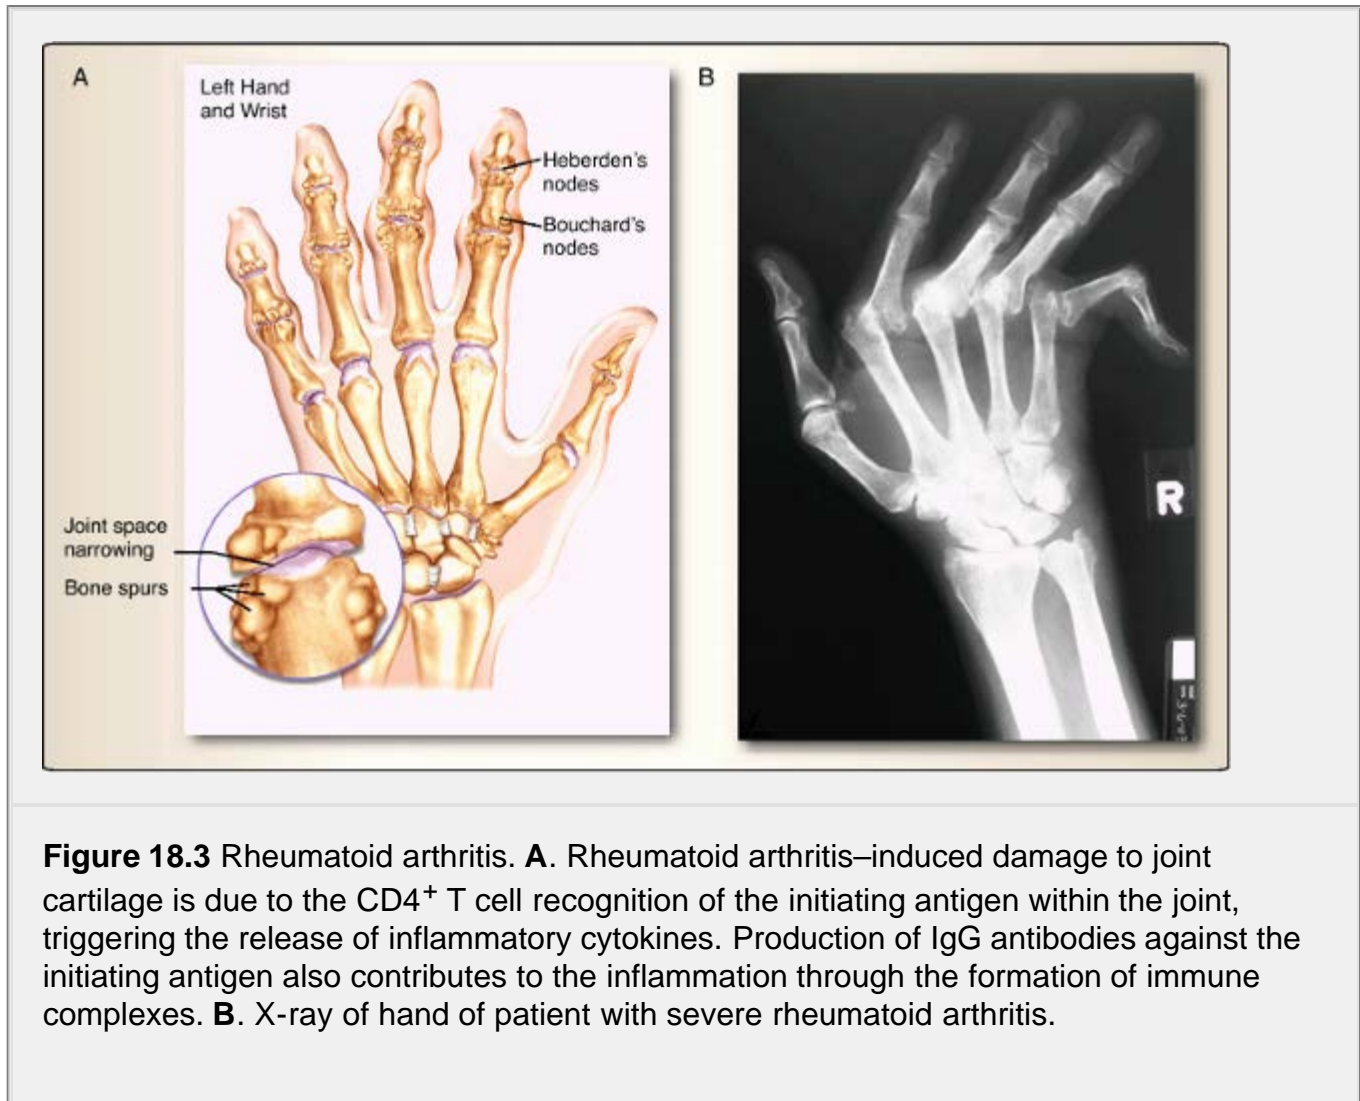 A
Left Hand
and Wrist
Heberden's
nodes
Bouchard's
nodes
Joint space
narrowing
Bone spurs
B
R
Figure 18.3 Rheumatoid arthritis. A. Rheumatoid arthritis–induced damage to joint
cartilage is due to the CD4+ T cell recognition of the initiating antigen within the joint,
triggering the release of inflammatory cytokines. Production of IgG antibodies against the
initiating antigen also contributes to the inflammation through the formation of immune
complexes. B. X-ray of hand of patient with severe rheumatoid arthritis.